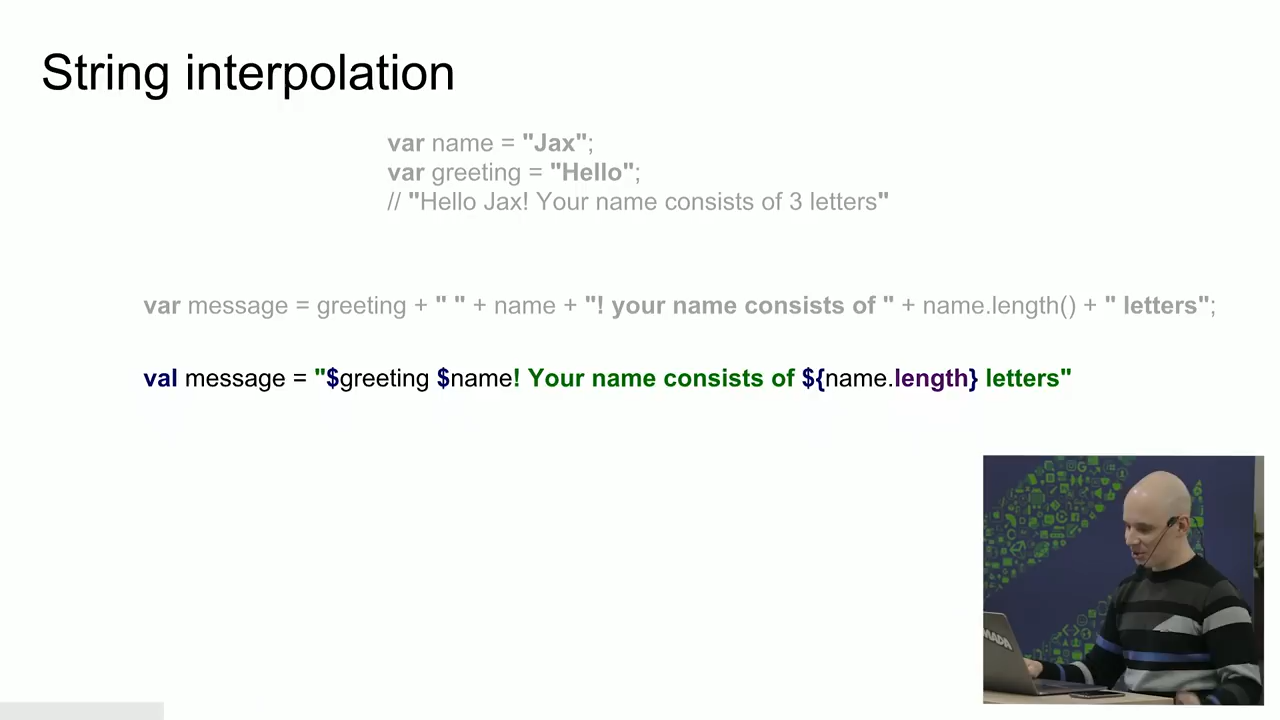 String interpolation
var name = "Jax";
var greeting = "Hello";
// "Hello Jax! Your name consists of 3 letters"
var message = greeting + " " + name + "! your name consists of " + name.length() + " letters";
val message = "$greeting $name! Your name consists of ${name.length} letters"
MADA